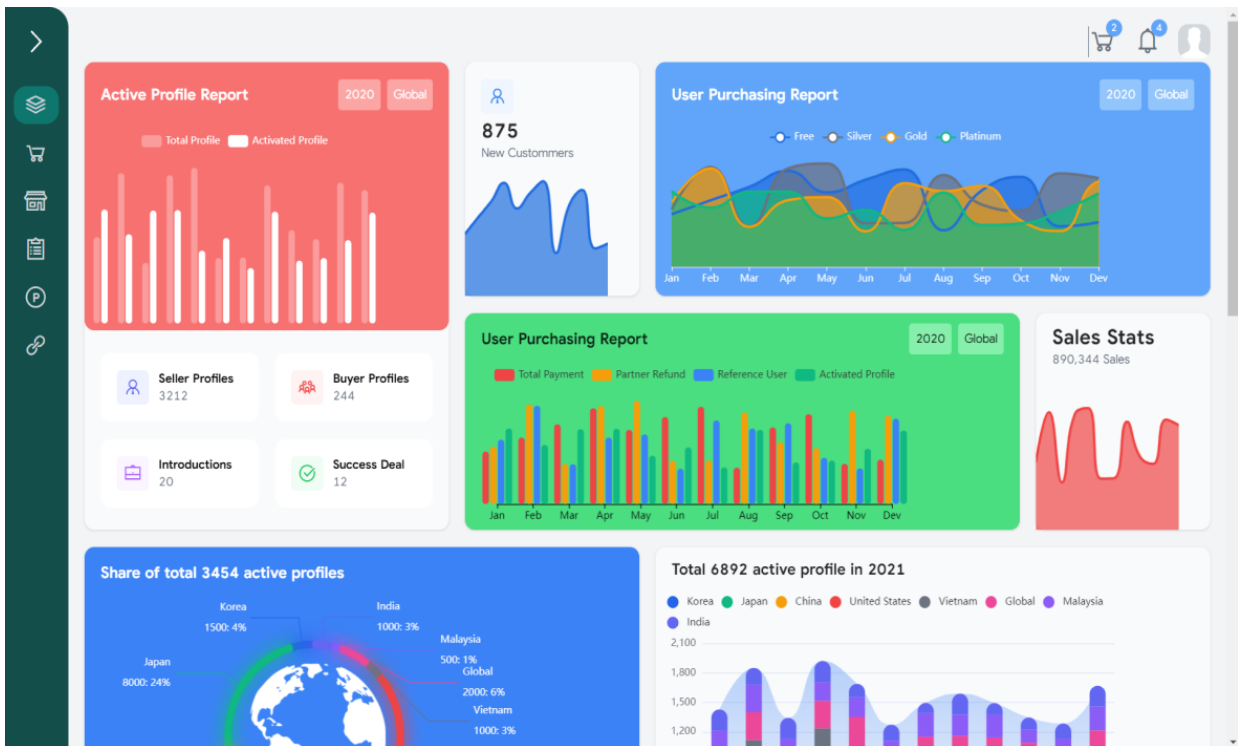 2
4
Active Profile Report
2020
Global
Total Profile
Activated Profile
Seller Profiles
3212
Buyer Profiles
244
Introductions
20
Success Deal
12
875
New Custommers
User Purchasing Report
2020
Global
Free
Silver
Gold
Platinum
Jan Feb Mar Apr May Jun Jul Aug Sep Oct Nov Dev
User Purchasing Report
2020
Global
Total Payment
Partner Refund
Reference User
Activated Profile
Jan Feb Mar Apr May Jun Jul Aug Sep Oct Nov Dev
Sales Stats
890,344 Sales
P
Share of total 3454 active profiles
Korea
1500: 4%
India
1000: 3%
Japan
8000: 24%
Malaysia
500: 1%
Global
2000: 6%
Vietnam
1000: 3%
Total 6892 active profile in 2021
Korea Japan China United States Vietnam Global Malaysia
India
2,100
1,800
1,500
1,200